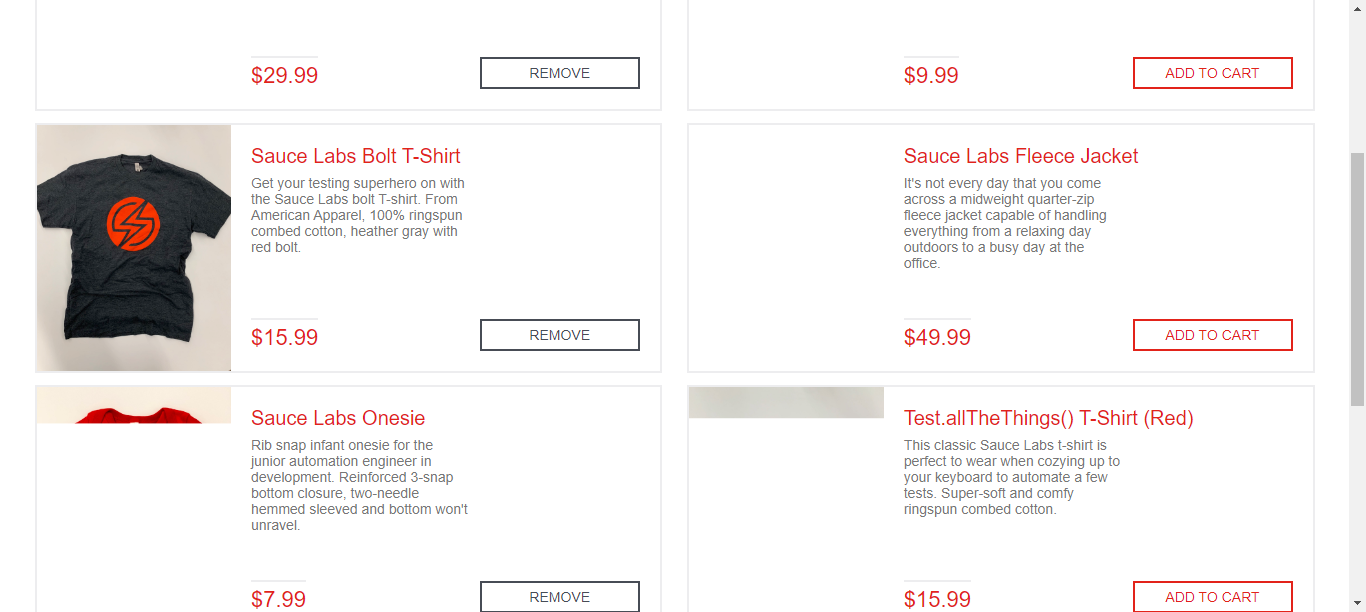 $29.99
REMOVE
$9.99
ADD TO CART
Sauce Labs Bolt T-Shirt
Get your testing superhero on with
the Sauce Labs bolt T-shirt. From
American Apparel, 100% ringspun
combed cotton, heather gray with
red bolt.
$15.99
REMOVE
Sauce Labs Fleece Jacket
It's not every day that you come
across a midweight quarter-zip
fleece jacket capable of handling
everything from a relaxing day
outdoors to a busy day at the
office.
$49.99
ADD TO CART
Sauce Labs Onesie
Rib snap infant onesie for the
junior automation engineer in
development. Reinforced 3-snap
bottom closure, two-needle
hemmed sleeved and bottom won't
unravel.
$7.99
REMOVE
Test.allTheThings() T-Shirt (Red)
This classic Sauce Labs t-shirt is
perfect to wear when cozying up to
your keyboard to automate a few
tests. Super-soft and comfy
ringspun combed cotton.
$15.99
ADD TO CART